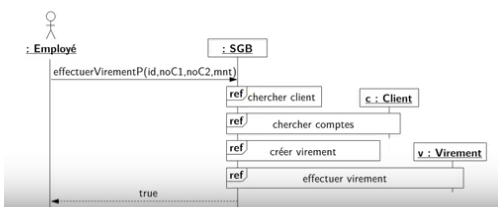 : Employé
: SGB
effectuerVirementP(id,noC1,noC2,mnt)
ref chercher client
c : Client
ref chercher comptes
ref créer virement
v : Virement
ref effectuer virement
true